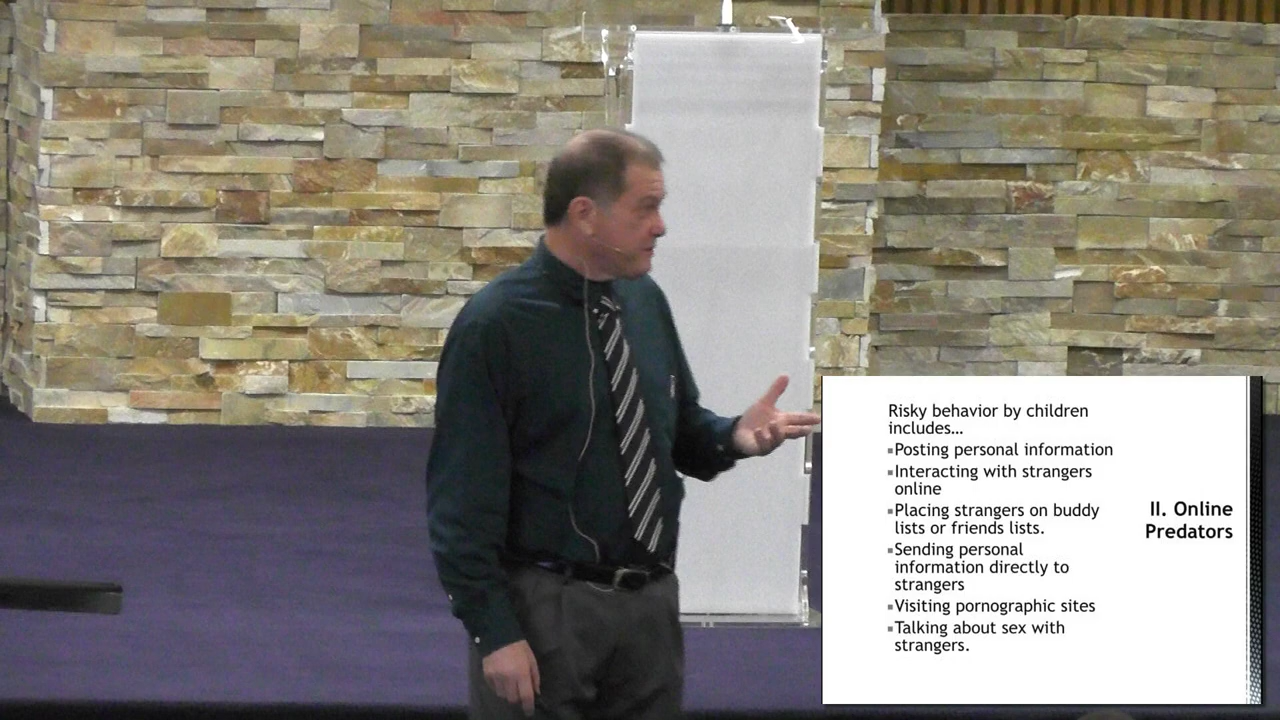 Risky behavior by children
includes…
▪Posting personal information
▪Interacting with strangers
online
▪Placing strangers on buddy
lists or friends lists.
▪Sending personal
information directly to
strangers
▪Visiting pornographic sites
▪Talking about sex with
strangers.
II. Online
Predators